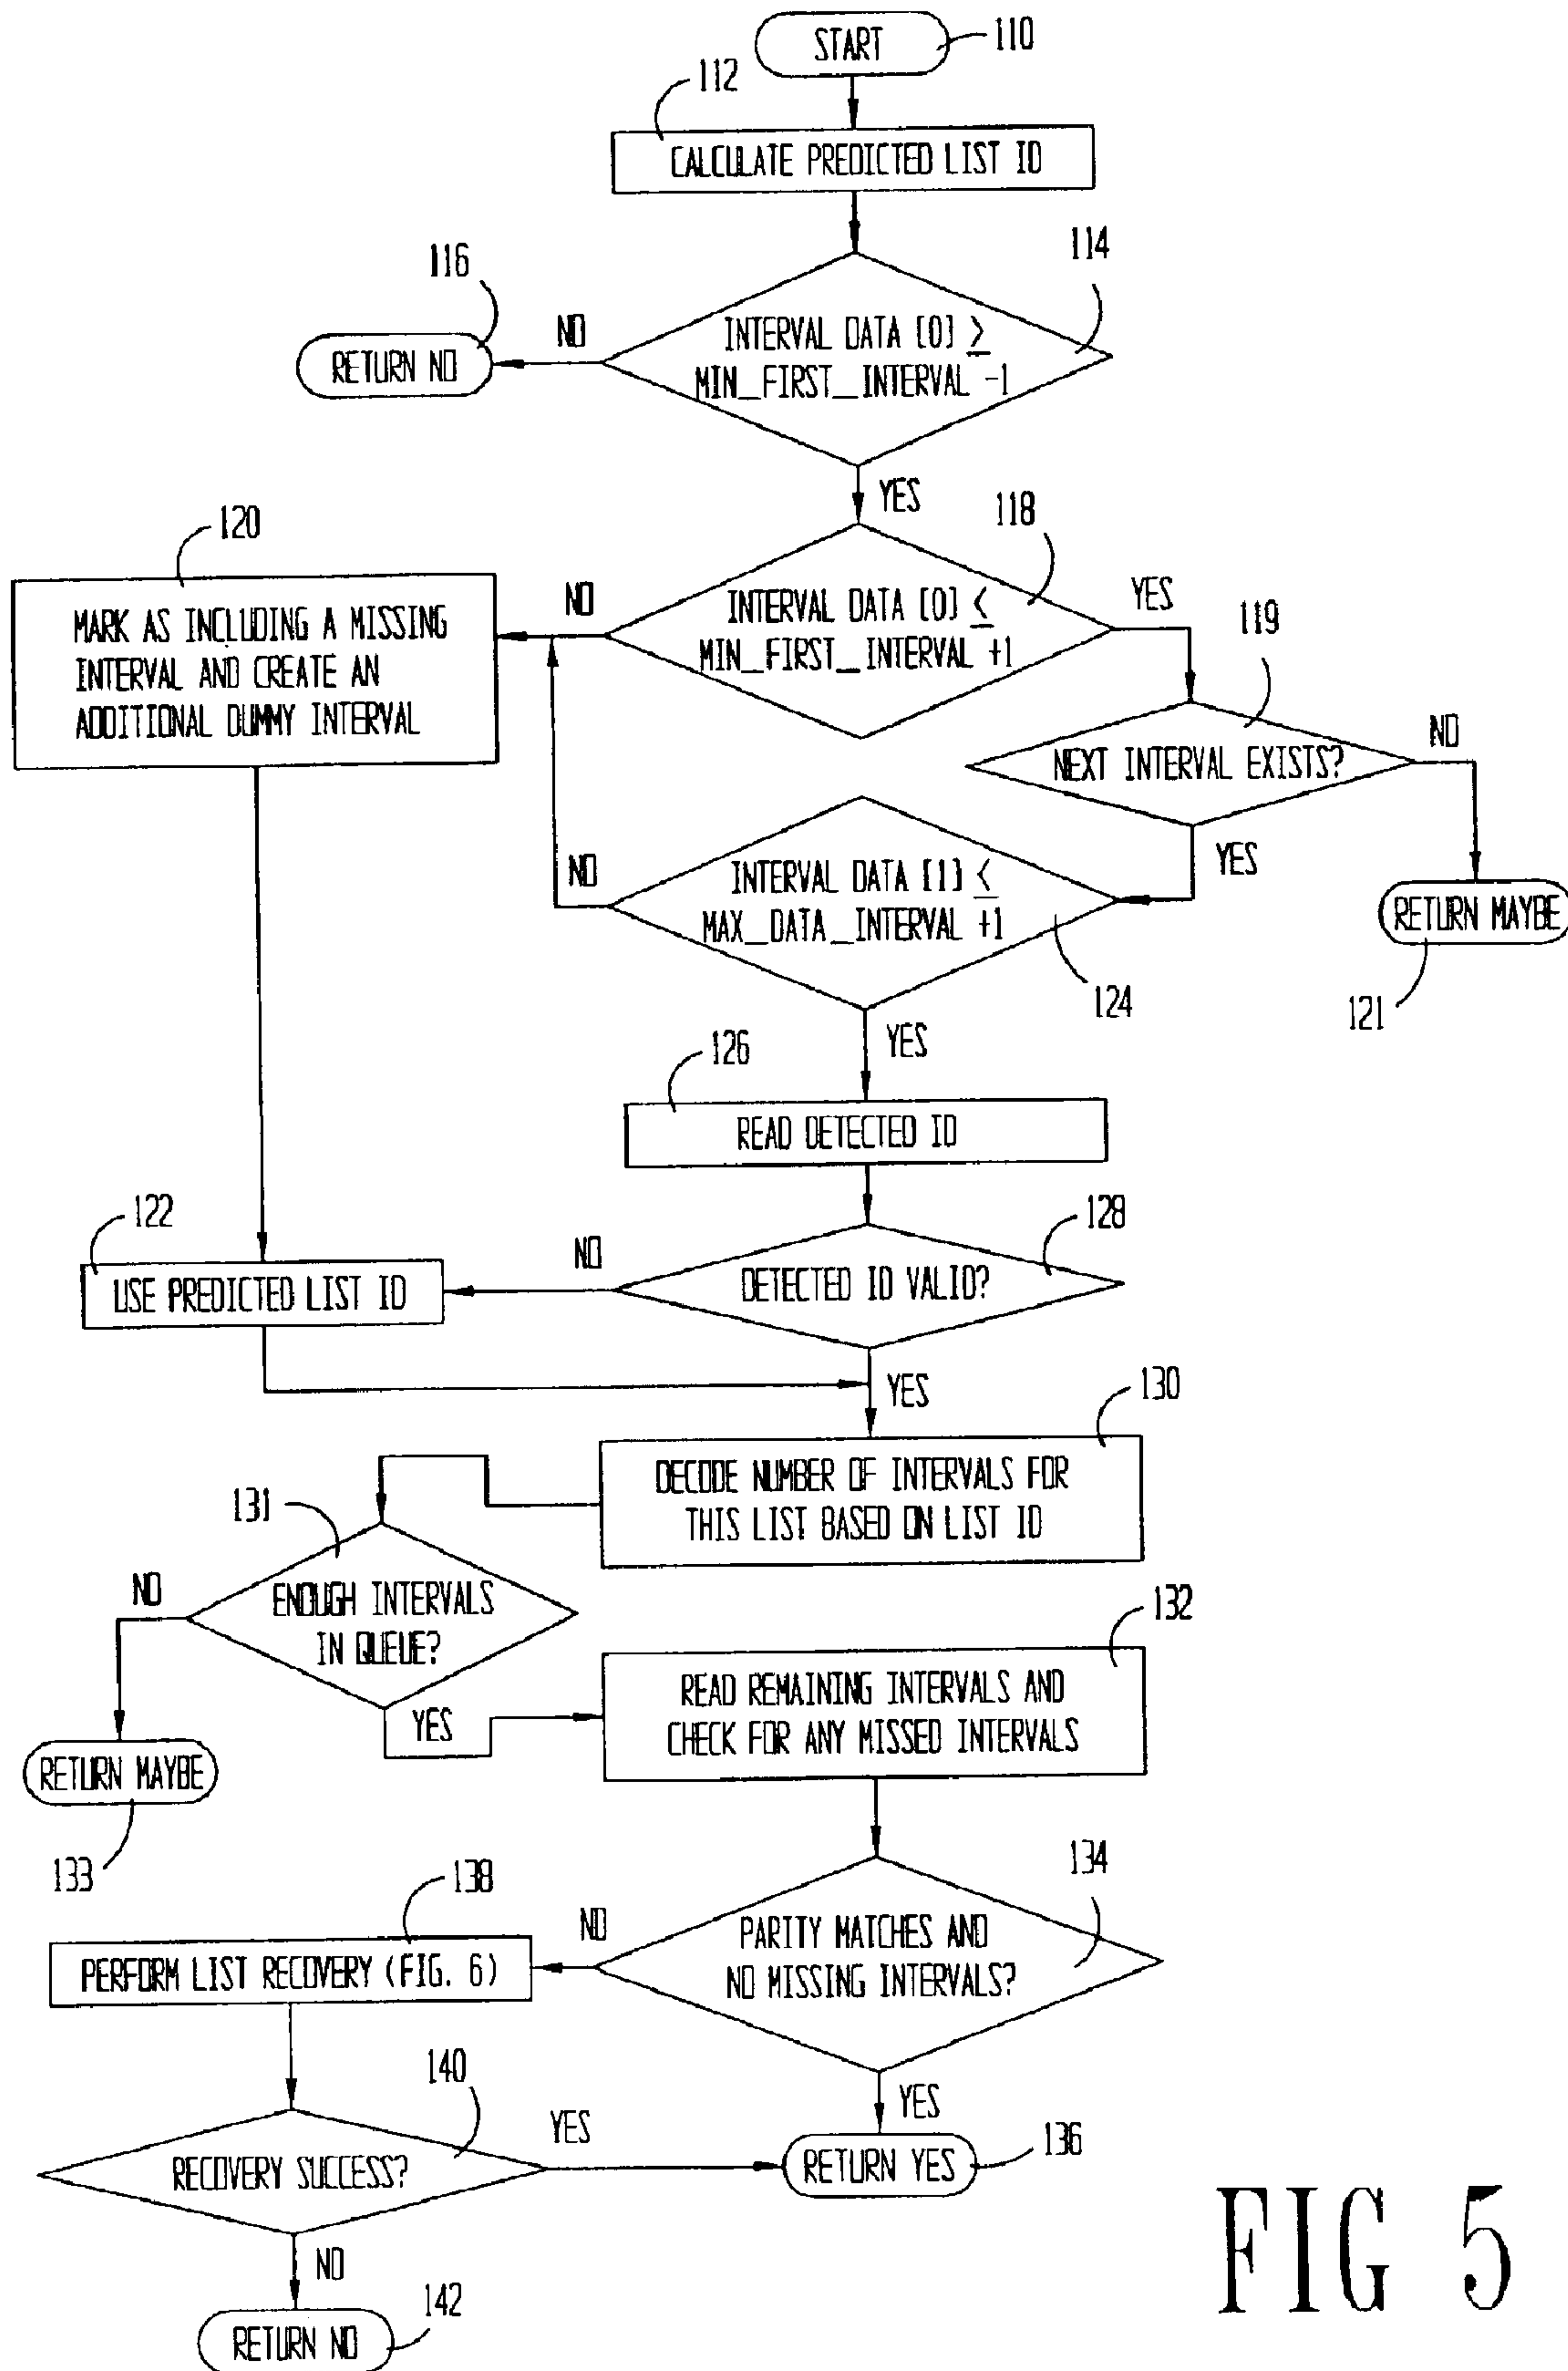 START
110
112
CALCULATE PREDICTED LIST ID
114
116
INTERVAL DATA [0] ≥
MIN_FIRST_INTERVAL -1
NO
RETURN NO
YES
118
120
INTERVAL DATA [0] ≤
MIN_FIRST_INTERVAL +1
NO
YES
MARK AS INCLUDING A MISSING
INTERVAL AND CREATE AN
ADDITIONAL DUMMY INTERVAL
119
NEXT INTERVAL EXISTS?
NO
YES
RETURN MAYBE
121
INTERVAL DATA [1] ≤
MAX_DATA_INTERVAL +1
NO
124
YES
126
READ DETECTED ID
128
122
DETECTED ID VALID?
NO
USE PREDICTED LIST ID
YES
130
DECODE NUMBER OF INTERVALS FOR
THIS LIST BASED ON LIST ID
131
ENOUGH INTERVALS
IN QUEUE?
NO
YES
RETURN MAYBE
133
132
READ REMAINING INTERVALS AND
CHECK FOR ANY MISSED INTERVALS
134
PARITY MATCHES AND
NO MISSING INTERVALS?
NO
138
PERFORM LIST RECOVERY (FIG. 6)
YES
140
RECOVERY SUCCESS?
YES
RETURN YES
136
NO
142
RETURN NO
FIG 5